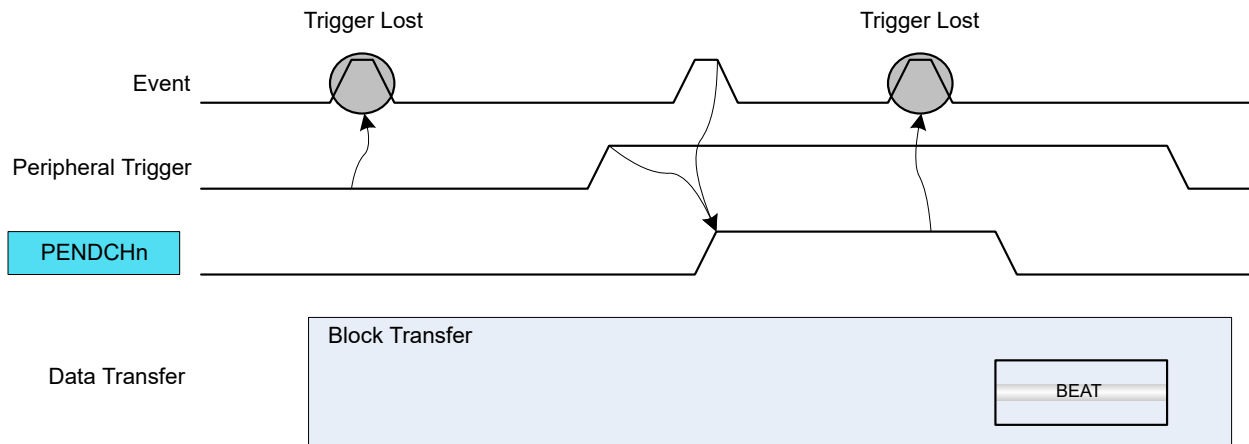 Trigger Lost
Trigger Lost
Event
Peripheral Trigger
PENDCHn
Block Transfer
Data Transfer
BEAT